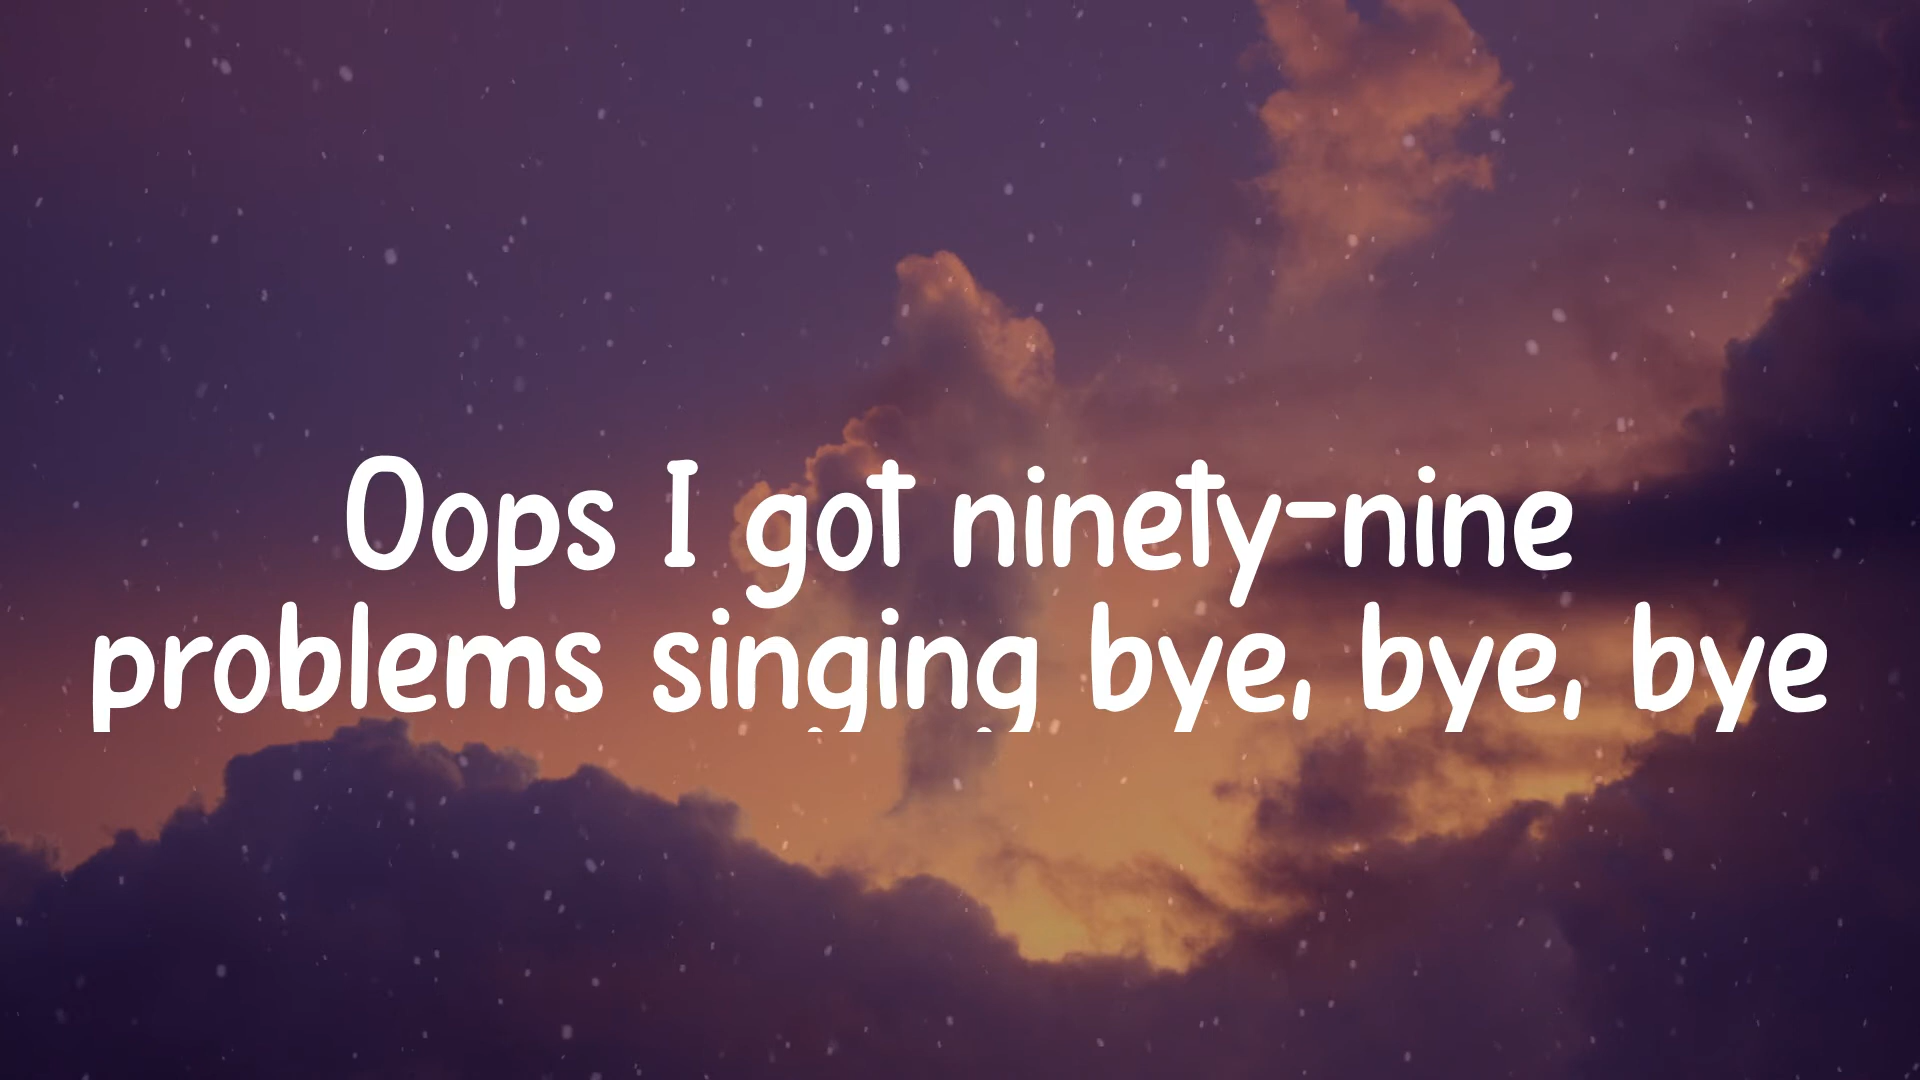 Oops I got ninety-nine
problems singing bye, bye, bye